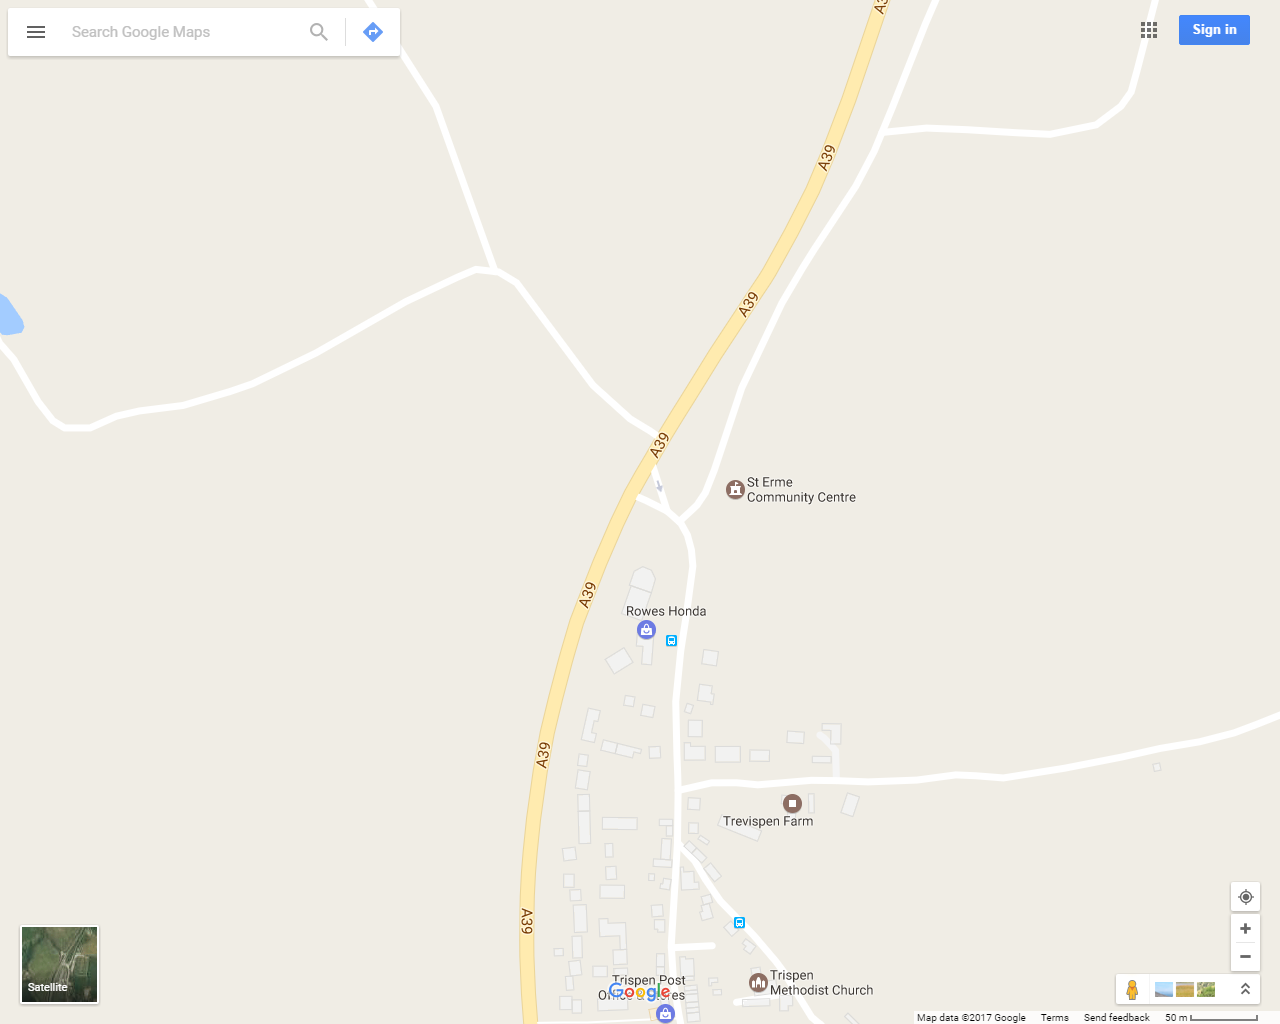 Search Google Maps
Sign in
A39
A39
A39
A39
St Erme
Community Centre
A39
Rowes Honda
A39
Trevispen Farm
A39
Trispen Post
Trispen
Methodist Church
Google
Satellite
Map data ©2017 Google Terms Send feedback 50 m